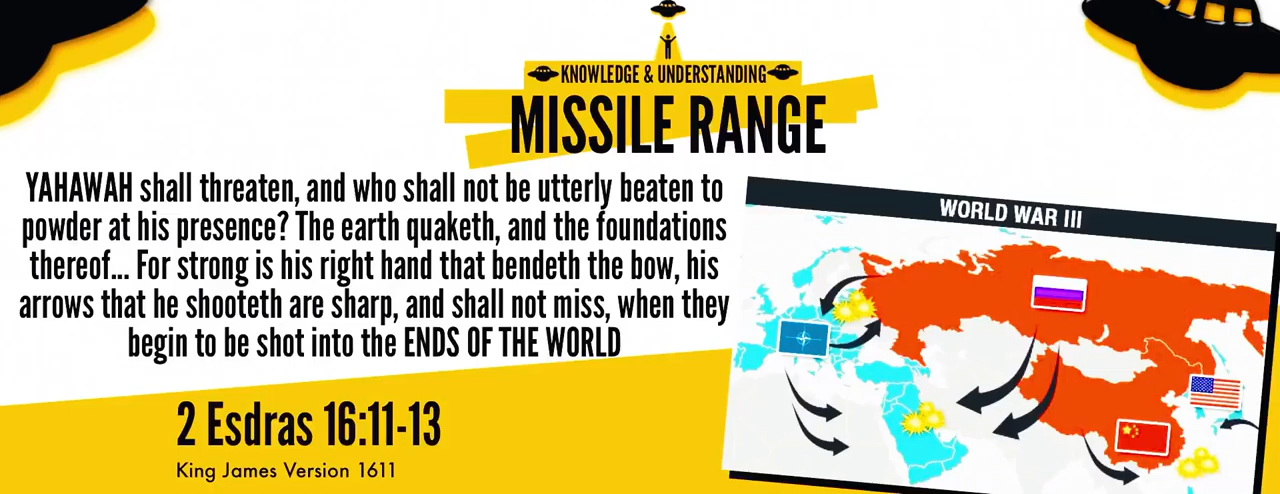 KNOWLEDGE & UNDERSTANDING
MISSILE RANGE
YAHAWAH shall threaten, and who shall not be utterly beaten to
powder at his presence? The earth quaketh, and the foundations
thereof... For strong is his right hand that bendeth the bow, his
arrows that he shooteth are sharp, and shall not miss, when they
begin to be shot into the ENDS OF THE WORLD
2 Esdras 16:11-13
King James Version 1611
WORLD WAR III